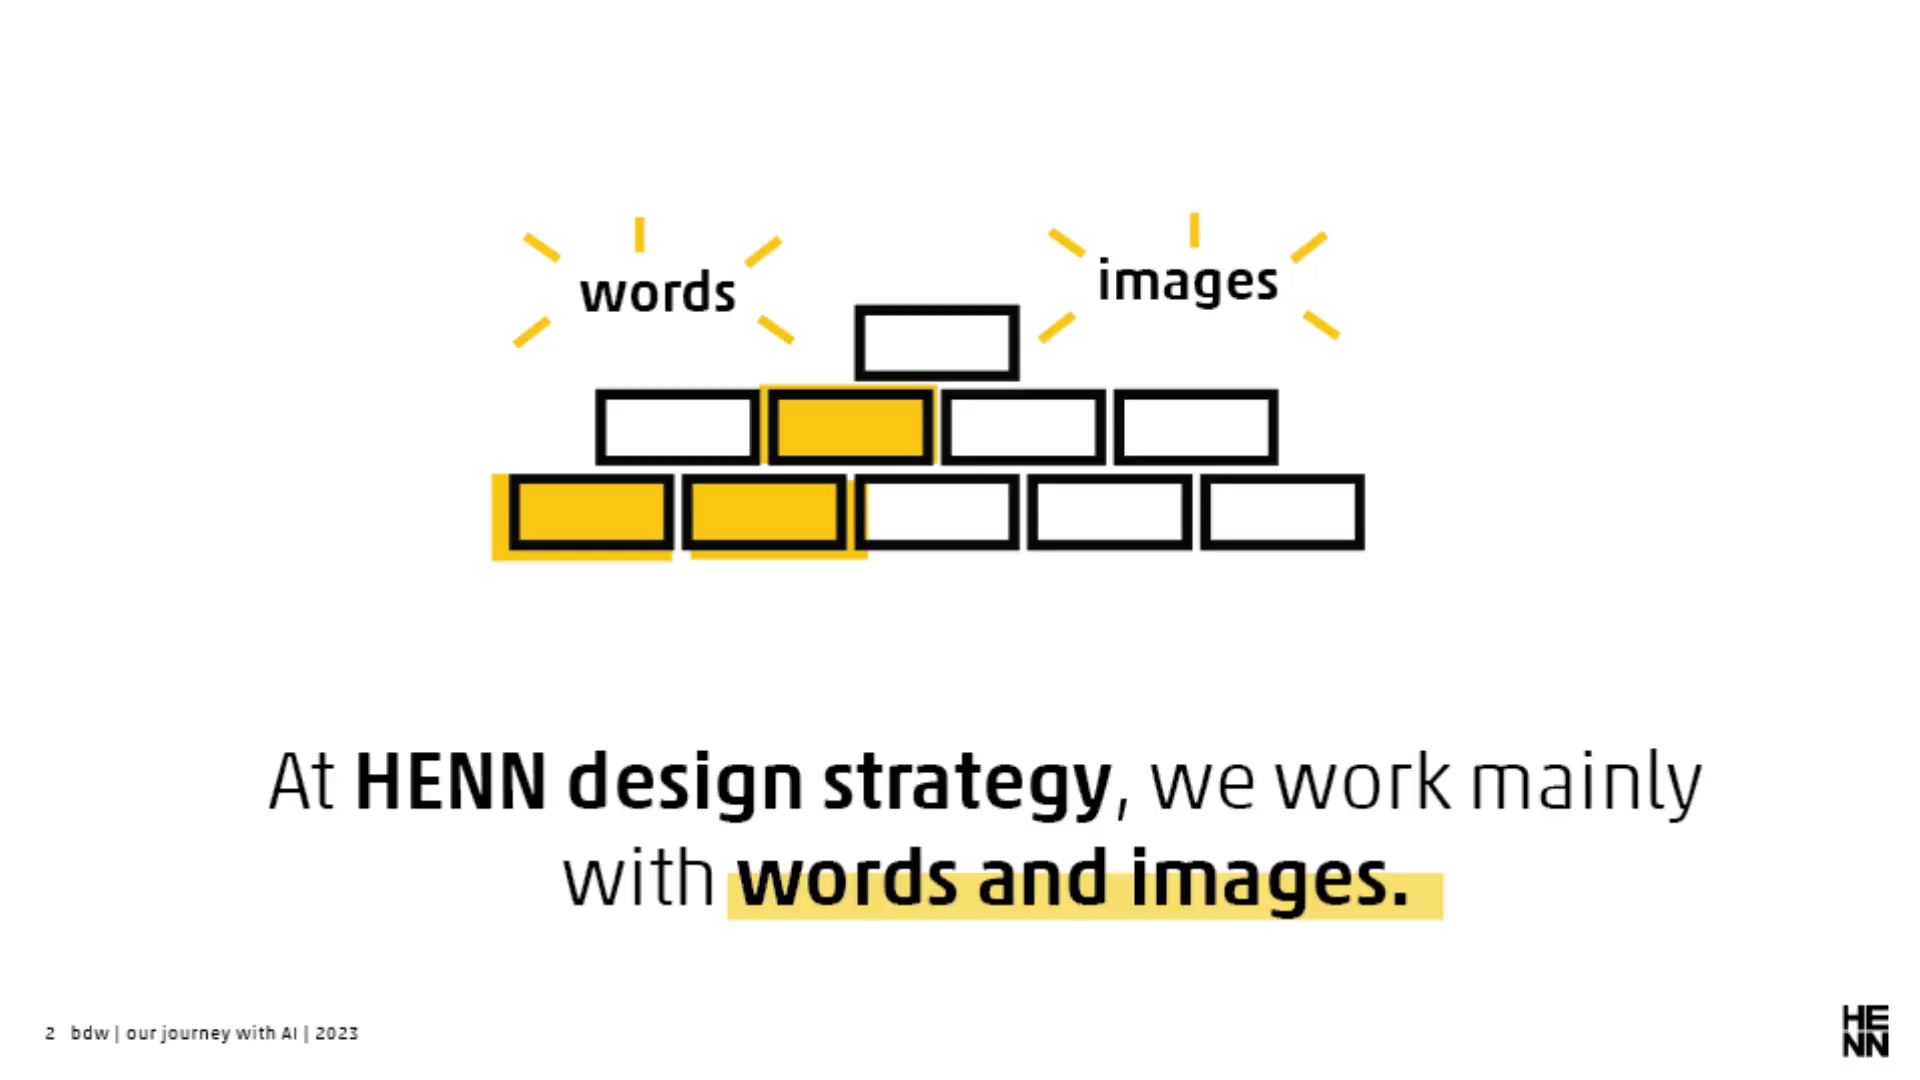 words
images
At HENN design strategy, we work mainly
with words and images.
2 bdw | our journey with AI | 2023
HE
NN